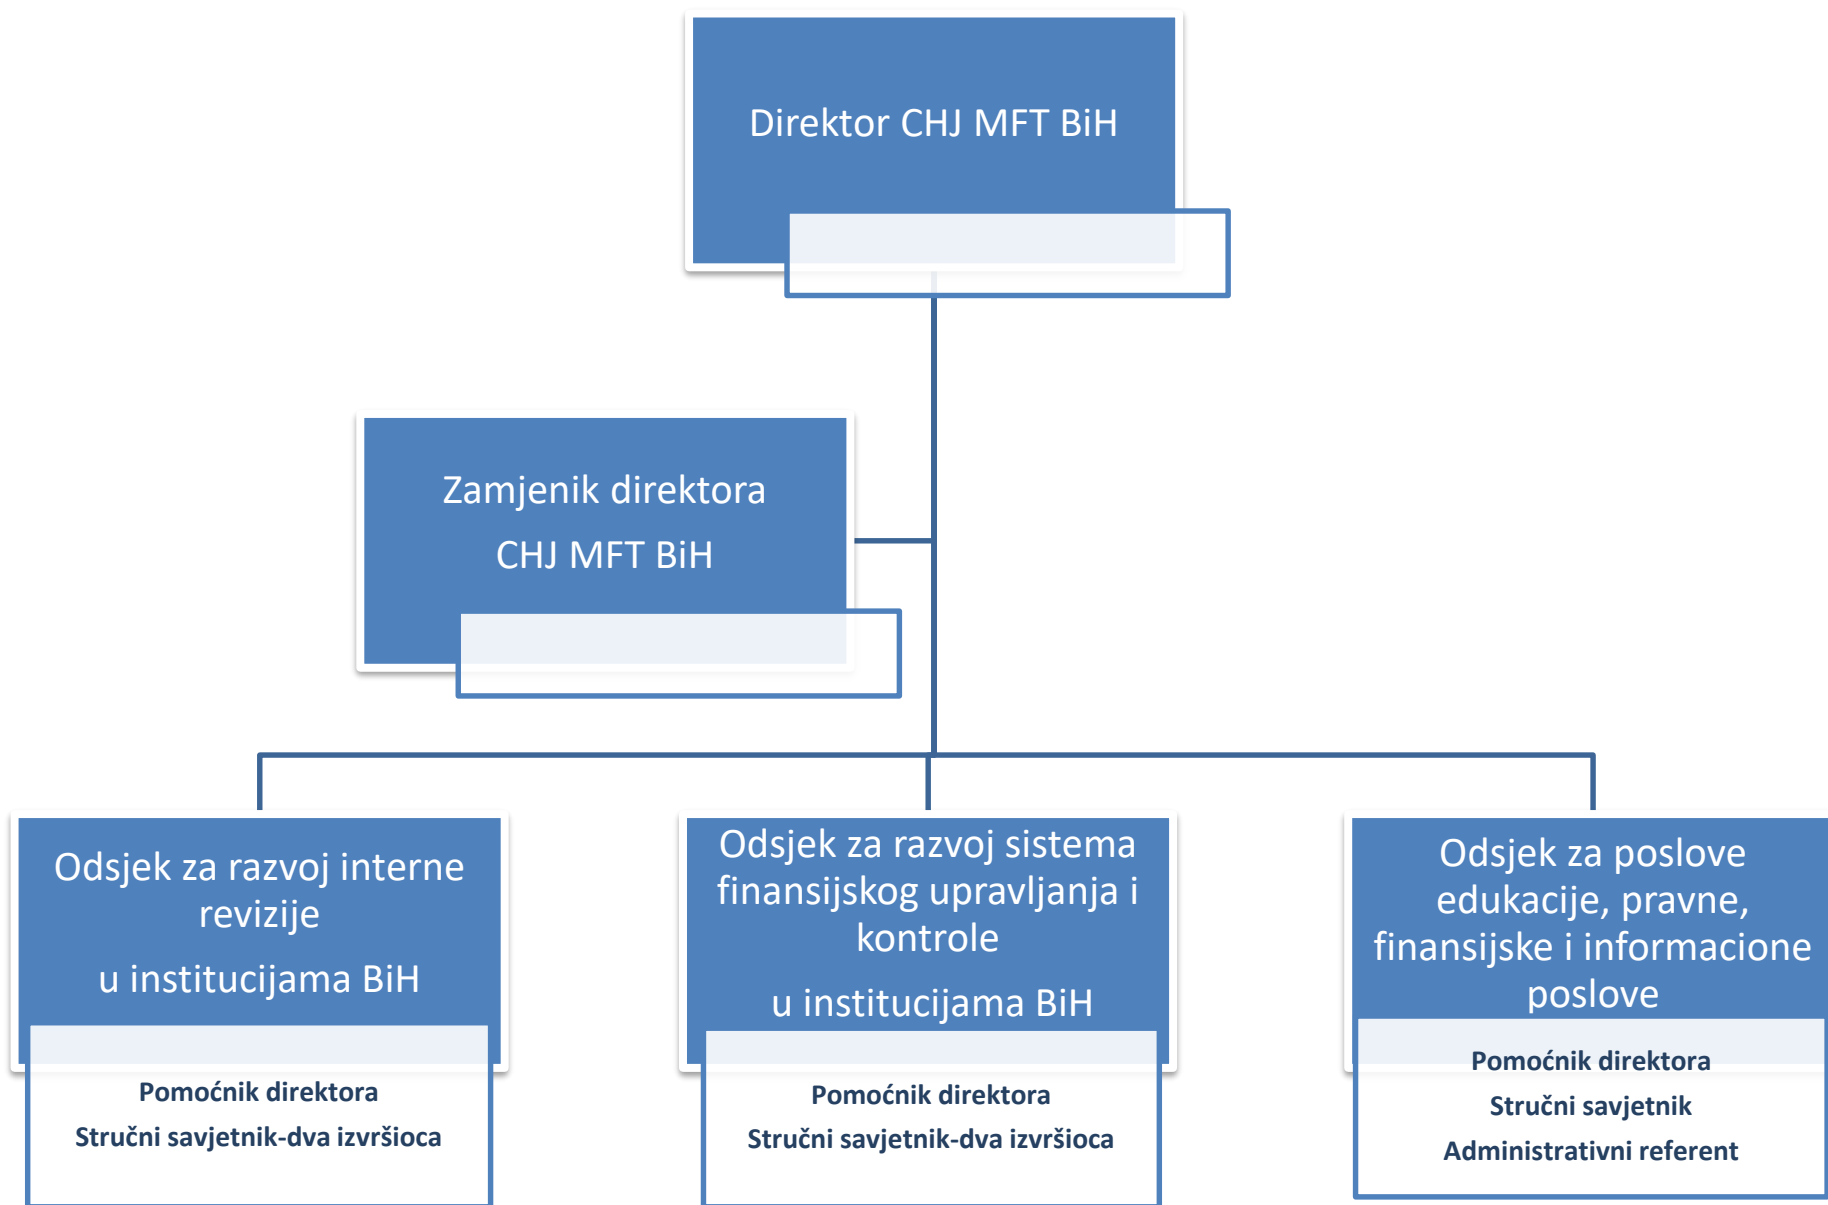 Direktor CHJ MFT BiH
Zamjenik direktora
CHJ MFT BiH
Odsjek za razvoj interne
revizije
u institucijama BiH
Pomoćnik direktora
Stručni savjetnik-dva izvršioca
Odsjek za razvoj sistema
finansijskog upravljanja i
kontrole
u institucijama BiH
Pomoćnik direktora
Stručni savjetnik-dva izvršioca
Odsjek za poslove
edukacije, pravne,
finansijske i informacione
poslove
Pomoćnik direktora
Stručni savjetnik
Administrativni referent